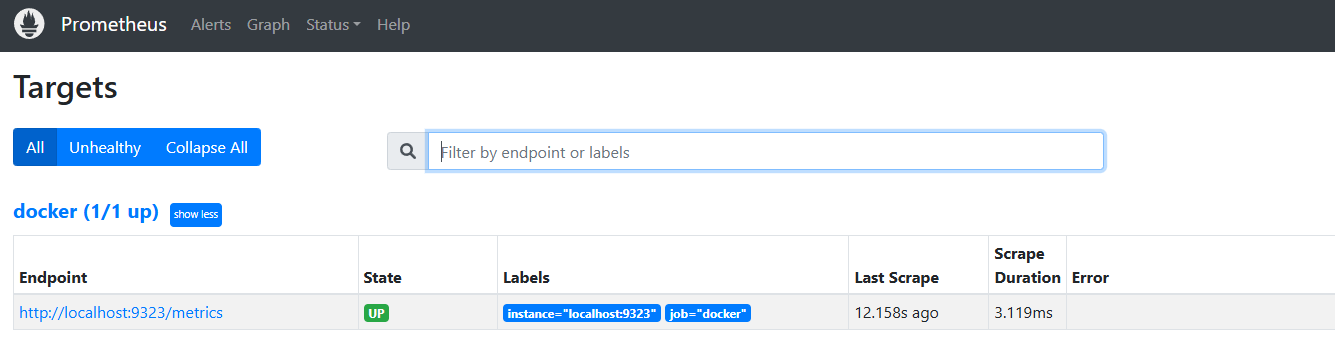 Prometheus Alerts Graph Status Help
Targets
All Unhealthy Collapse All
Filter by endpoint or labels
docker (1/1 up) show less
Endpoint State Labels Last Scrape Scrape Duration Error
http://localhost:9323/metrics UP instance="localhost:9323" job="docker" 12.158s ago 3.119ms